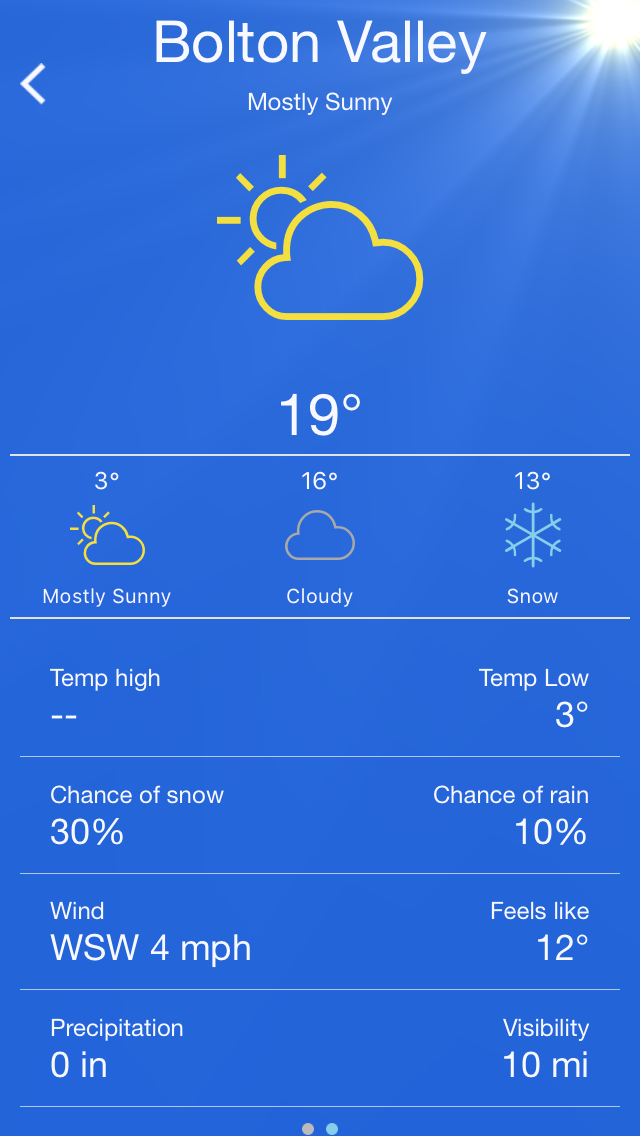 Bolton Valley
Mostly Sunny
19°
3° 16° 13°
Mostly Sunny Cloudy Snow
Temp high Temp Low
-- 3°
Chance of snow Chance of rain
30% 10%
Wind Feels like
WSW 4 mph 12°
Precipitation Visibility
0 in 10 mi